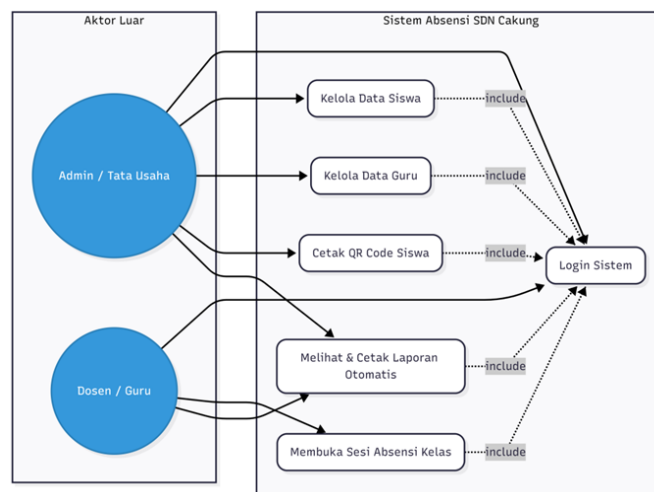 Aktor Luar
Sistem Absensi SDN Cakung
Kelola Data Siswa
include
Admin / Tata Usaha
Kelola Data Guru
include
Cetak QR Code Siswa
include
Login Sistem
Melihat & Cetak Laporan
Otomatis
include
Dosen / Guru
Membuka Sesi Absensi Kelas
include